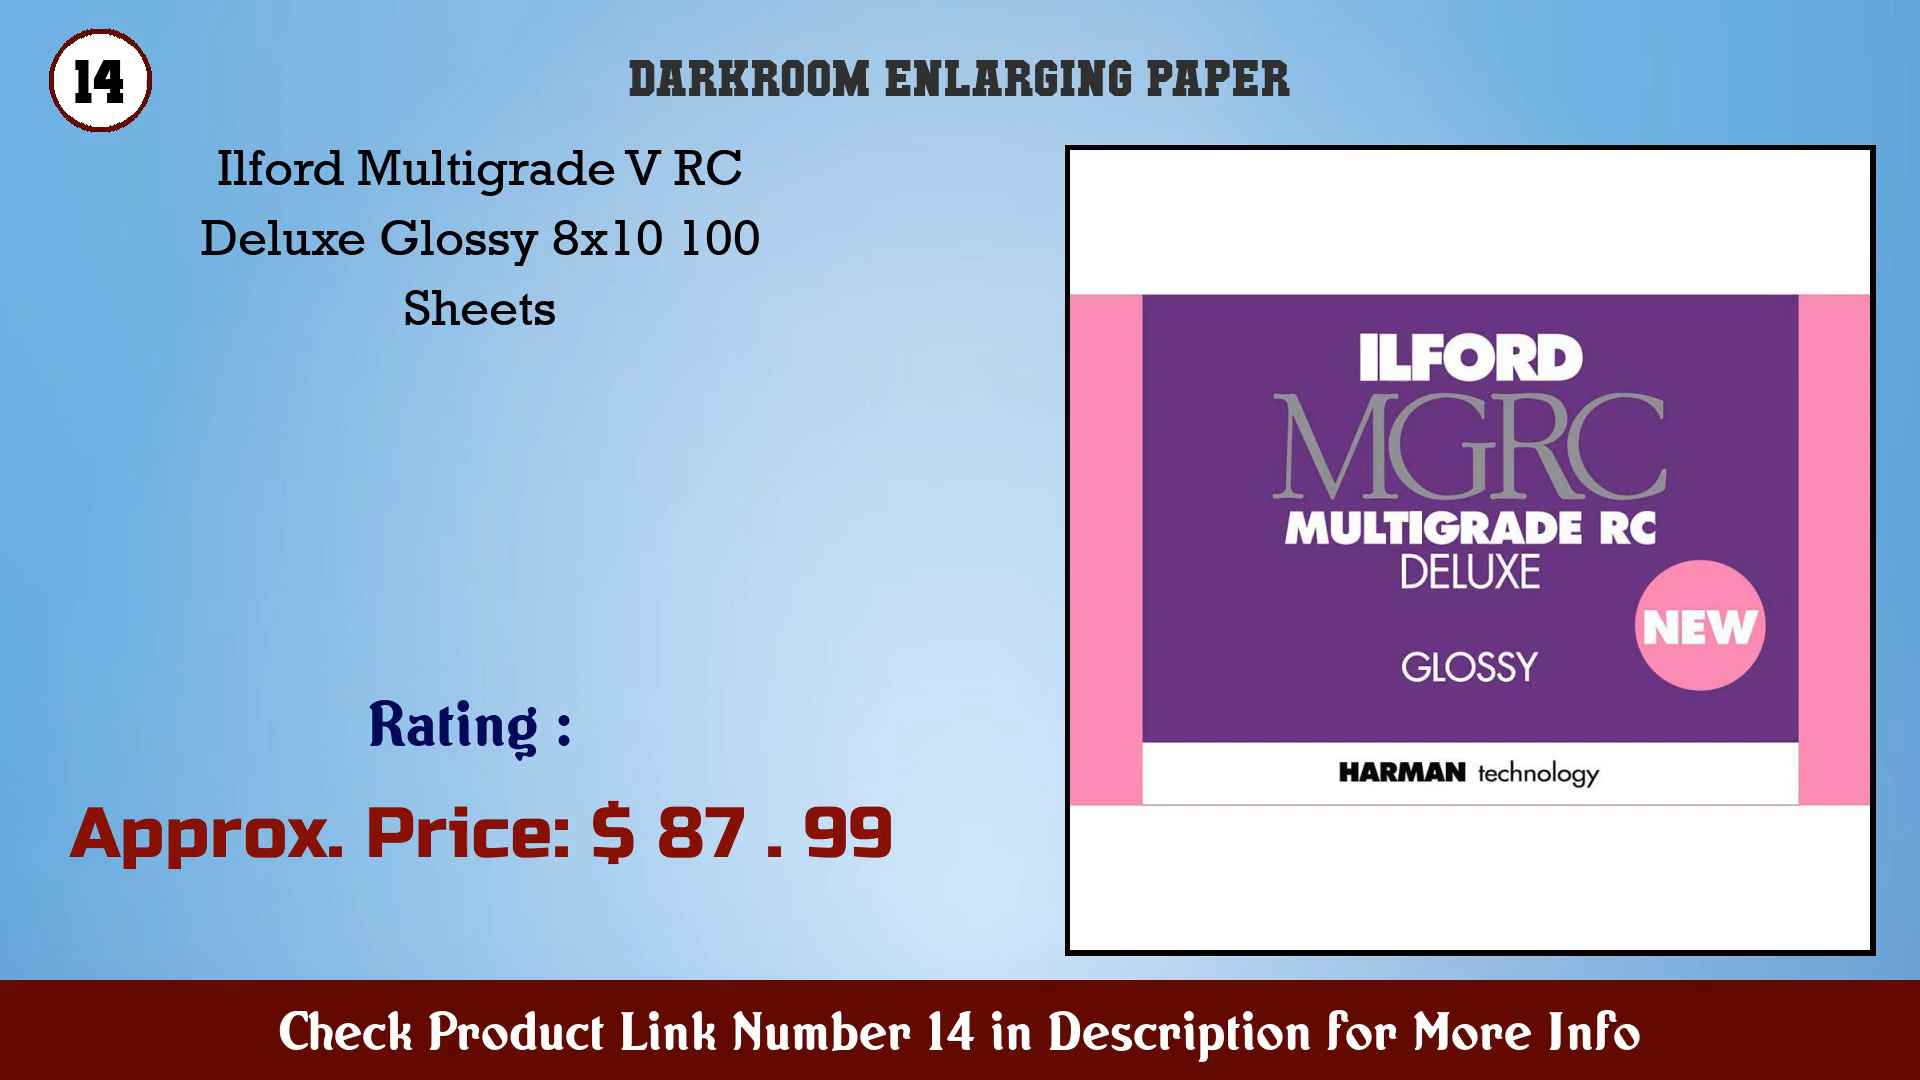 14
DARKROOM ENLARGING PAPER
Ilford Multigrade V RC
Deluxe Glossy 8x10 100
Sheets
Rating :
Approx. Price: $ 87 . 99
ILFORD
MGRC
MULTIGRADE RC
DELUXE
NEW
GLOSSY
HARMAN technology
Check Product Link Number 14 in Description for More Info